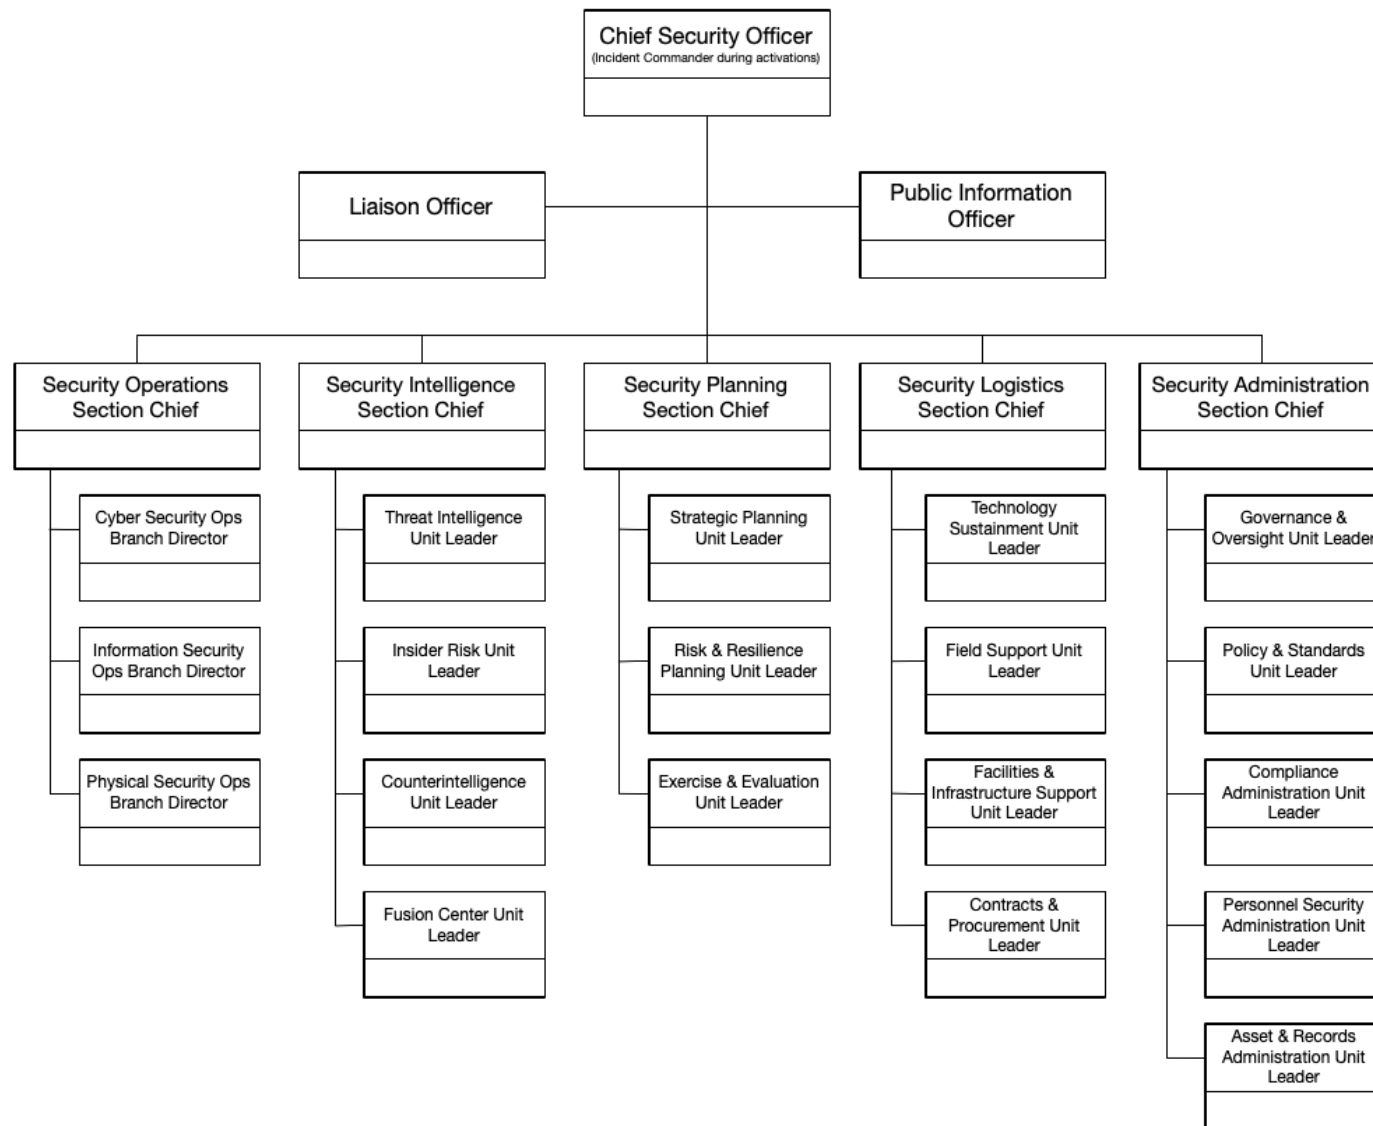 Chief Security Officer
(Incident Commander during activations)
Liaison Officer
Public Information
Officer
Security Operations
Section Chief
Security Intelligence
Section Chief
Security Planning
Section Chief
Security Logistics
Section Chief
Security Administration
Section Chief
Cyber Security Ops
Branch Director
Information Security
Ops Branch Director
Physical Security Ops
Branch Director
Threat Intelligence
Unit Leader
Insider Risk Unit
Leader
Counterintelligence
Unit Leader
Fusion Center Unit
Leader
Strategic Planning
Unit Leader
Risk & Resilience
Planning Unit Leader
Exercise & Evaluation
Unit Leader
Technology
Sustainment Unit
Leader
Field Support Unit
Leader
Facilities &
Infrastructure Support
Unit Leader
Contracts &
Procurement Unit
Leader
Governance &
Oversight Unit Leader
Policy & Standards
Unit Leader
Compliance
Administration Unit
Leader
Personnel Security
Administration Unit
Leader
Asset & Records
Administration Unit
Leader